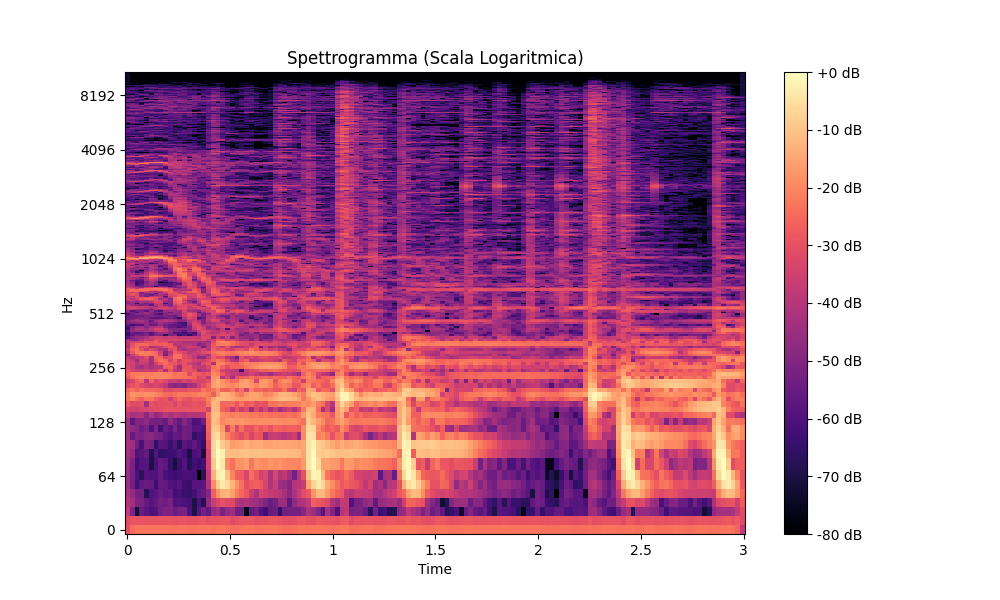 Spettrogramma (Scala Logaritmica)
8192
4096
2048
1024
512
256
128
64
0
Hz
0 0.5 1 1.5 2 2.5 3
Time
+0 dB
-10 dB
-20 dB
-30 dB
-40 dB
-50 dB
-60 dB
-70 dB
-80 dB